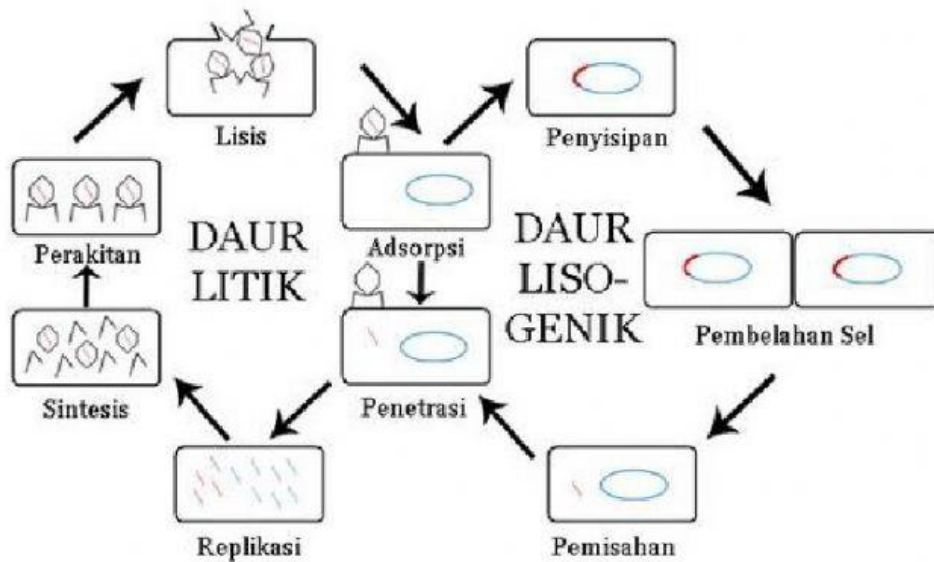 Lisis
Penyisipan
Adsorpsi
Perakitan
DAUR
LITIK
DAUR
LISO-
GENIK
Pembelahan Sel
Sintesis
Penetrasi
Replikasi
Pemisahan